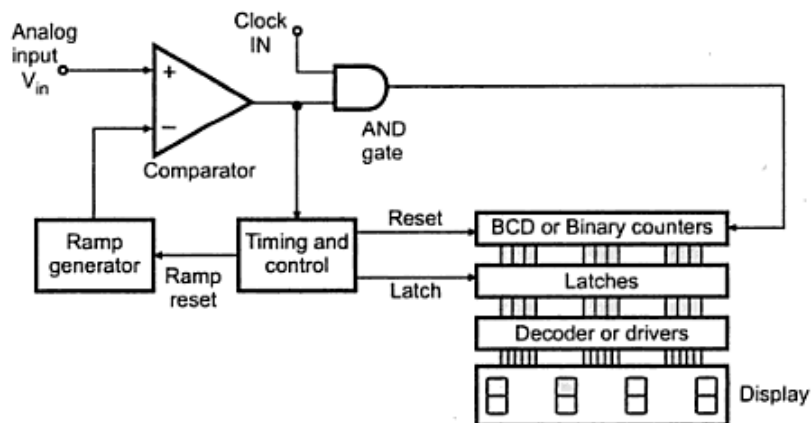 Analog
input
V_in
+
−
Comparator
Clock
IN
AND
gate
Ramp
generator
Ramp
reset
Timing and
control
Reset
Latch
BCD or Binary counters
Latches
Decoder or drivers
Display